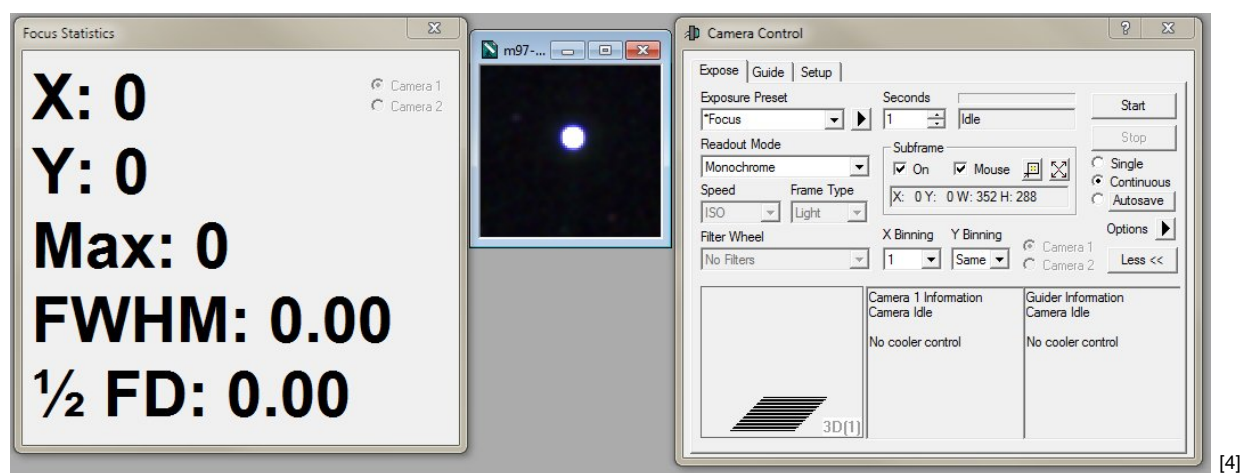 Focus Statistics
X: 0
Camera 1
Camera 2
Y: 0
Max: 0
FWHM: 0.00
½ FD: 0.00
m97-...
Camera Control
Expose Guide Setup
Exposure Preset
*Focus
Seconds
1
Idle
Start
Stop
Readout Mode
Monochrome
Subframe
On Mouse
X: 0 Y: 0 W: 352 H: 288
Single
Continuous
Autosave
Speed Frame Type
ISO Light
Filter Wheel
No Filters
X Binning Y Binning
1 Same
Camera 1
Camera 2
Options
Less <<
3D(1)
Camera 1 Information
Camera Idle
No cooler control
Guider Information
Camera Idle
No cooler control
[4]